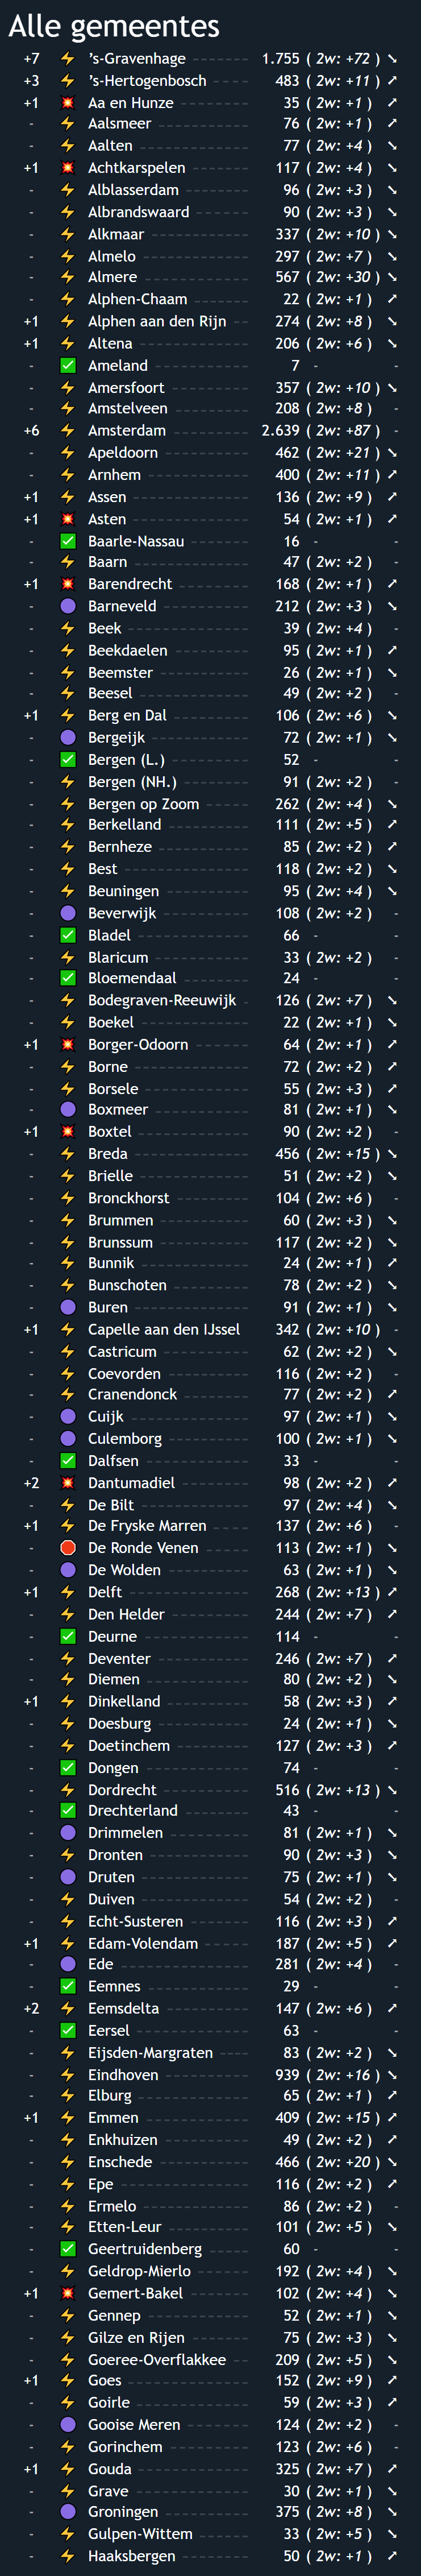 Alle gemeentes
+7 ⚡ ’s-Gravenhage 1.755 ( 2w: +72 ) ➘
+3 ⚡ ’s-Hertogenbosch 483 ( 2w: +11 ) ➚
+1 💥 Aa en Hunze 35 ( 2w: +1 ) ➚
- ⚡ Aalsmeer 76 ( 2w: +1 ) ➚
- ⚡ Aalten 77 ( 2w: +4 ) ➘
+1 💥 Achtkarspelen 117 ( 2w: +4 ) ➘
- ⚡ Alblasserdam 96 ( 2w: +3 ) ➘
- ⚡ Albrandswaard 90 ( 2w: +3 ) ➘
- ⚡ Alkmaar 337 ( 2w: +10 ) ➘
- ⚡ Almelo 297 ( 2w: +7 ) ➘
- ⚡ Almere 567 ( 2w: +30 ) ➘
- ⚡ Alphen-Chaam 22 ( 2w: +1 ) ➚
+1 ⚡ Alphen aan den Rijn 274 ( 2w: +8 ) ➘
+1 ⚡ Altena 206 ( 2w: +6 ) ➘
- ✅ Ameland 7 - -
- ⚡ Amersfoort 357 ( 2w: +10 ) ➘
- ⚡ Amstelveen 208 ( 2w: +8 ) -
+6 ⚡ Amsterdam 2.639 ( 2w: +87 ) -
- ⚡ Apeldoorn 462 ( 2w: +21 ) ➘
- ⚡ Arnhem 400 ( 2w: +11 ) ➚
+1 ⚡ Assen 136 ( 2w: +9 ) ➚
+1 💥 Asten 54 ( 2w: +1 ) ➚
- ✅ Baarle-Nassau 16 - -
- ⚡ Baarn 47 ( 2w: +2 ) -
+1 💥 Barendrecht 168 ( 2w: +1 ) ➚
- 🟣 Barneveld 212 ( 2w: +3 ) ➘
- ⚡ Beek 39 ( 2w: +4 ) -
- ⚡ Beekdaelen 95 ( 2w: +1 ) ➚
- ⚡ Beemster 26 ( 2w: +1 ) ➘
- ⚡ Beesel 49 ( 2w: +2 ) -
+1 ⚡ Berg en Dal 106 ( 2w: +6 ) ➘
- 🟣 Bergeijk 72 ( 2w: +1 ) ➘
- ✅ Bergen (L.) 52 - -
- ⚡ Bergen (NH.) 91 ( 2w: +2 ) -
- ⚡ Bergen op Zoom 262 ( 2w: +4 ) ➘
- ⚡ Berkelland 111 ( 2w: +5 ) ➚
- ⚡ Bernheze 85 ( 2w: +2 ) ➚
- ⚡ Best 118 ( 2w: +2 ) ➘
- ⚡ Beuningen 95 ( 2w: +4 ) ➘
- 🟣 Beverwijk 108 ( 2w: +2 ) -
- ✅ Bladel 66 - -
- ⚡ Blaricum 33 ( 2w: +2 ) -
- ✅ Bloemendaal 24 - -
- ⚡ Bodegraven-Reeuwijk 126 ( 2w: +7 ) ➘
- ⚡ Boekel 22 ( 2w: +1 ) ➘
+1 💥 Borger-Odoorn 64 ( 2w: +1 ) ➚
- ⚡ Borne 72 ( 2w: +2 ) ➚
- ⚡ Borsele 55 ( 2w: +3 ) ➚
- 🟣 Boxmeer 81 ( 2w: +1 ) ➘
+1 💥 Boxtel 90 ( 2w: +2 ) -
- ⚡ Breda 456 ( 2w: +15 ) ➘
- ⚡ Brielle 51 ( 2w: +2 ) ➘
- ⚡ Bronckhorst 104 ( 2w: +6 ) -
- ⚡ Brummen 60 ( 2w: +3 ) ➘
- ⚡ Brunssum 117 ( 2w: +2 ) ➘
- ⚡ Bunnik 24 ( 2w: +1 ) ➚
- ⚡ Bunschoten 78 ( 2w: +2 ) ➘
- 🟣 Buren 91 ( 2w: +1 ) ➘
+1 ⚡ Capelle aan den IJssel 342 ( 2w: +10 ) -
- ⚡ Castricum 62 ( 2w: +2 ) ➘
- ⚡ Coevorden 116 ( 2w: +2 ) -
- ⚡ Cranendonck 77 ( 2w: +2 ) ➚
- 🟣 Cuijk 97 ( 2w: +1 ) ➘
- 🟣 Culemborg 100 ( 2w: +1 ) ➘
- ✅ Dalfsen 33 - -
+2 💥 Dantumadiel 98 ( 2w: +2 ) ➚
- ⚡ De Bilt 97 ( 2w: +4 ) ➘
+1 ⚡ De Fryske Marren 137 ( 2w: +6 ) -
- 🛑 De Ronde Venen 113 ( 2w: +1 ) ➘
- 🟣 De Wolden 63 ( 2w: +1 ) ➘
+1 ⚡ Delft 268 ( 2w: +13 ) ➚
- ⚡ Den Helder 244 ( 2w: +7 ) ➚
- ✅ Deurne 114 - -
- ⚡ Deventer 246 ( 2w: +7 ) ➚
- ⚡ Diemen 80 ( 2w: +2 ) ➘
+1 ⚡ Dinkelland 58 ( 2w: +3 ) ➚
- ⚡ Doesburg 24 ( 2w: +1 ) ➘
- ⚡ Doetinchem 127 ( 2w: +3 ) ➚
- ✅ Dongen 74 - -
- ⚡ Dordrecht 516 ( 2w: +13 ) ➘
- ✅ Drechterland 43 - -
- 🟣 Drimmelen 81 ( 2w: +1 ) ➘
- ⚡ Dronten 90 ( 2w: +3 ) ➘
- 🟣 Druten 75 ( 2w: +1 ) ➘
- ⚡ Duiven 54 ( 2w: +2 ) -
- ⚡ Echt-Susteren 116 ( 2w: +3 ) ➚
+1 ⚡ Edam-Volendam 187 ( 2w: +5 ) ➚
- 🟣 Ede 281 ( 2w: +4 ) -
- ✅ Eemnes 29 - -
+2 ⚡ Eemsdelta 147 ( 2w: +6 ) ➚
- ✅ Eersel 63 - -
- ⚡ Eijsden-Margraten 83 ( 2w: +2 ) ➘
- ⚡ Eindhoven 939 ( 2w: +16 ) ➘
- ⚡ Elburg 65 ( 2w: +1 ) ➚
+1 ⚡ Emmen 409 ( 2w: +15 ) ➚
- ⚡ Enkhuizen 49 ( 2w: +2 ) ➚
- ⚡ Enschede 466 ( 2w: +20 ) ➘
- ⚡ Epe 116 ( 2w: +2 ) ➚
- ⚡ Ermelo 86 ( 2w: +2 ) -
- ⚡ Etten-Leur 101 ( 2w: +5 ) ➘
- ✅ Geertruidenberg 60 - -
- ⚡ Geldrop-Mierlo 192 ( 2w: +4 ) ➘
+1 💥 Gemert-Bakel 102 ( 2w: +4 ) ➘
- ⚡ Gennep 52 ( 2w: +1 ) ➘
- ⚡ Gilze en Rijen 75 ( 2w: +3 ) ➘
- ⚡ Goeree-Overflakkee 209 ( 2w: +5 ) ➘
+1 ⚡ Goes 152 ( 2w: +9 ) ➚
- ⚡ Goirle 59 ( 2w: +3 ) ➚
- 🟣 Gooise Meren 124 ( 2w: +2 ) -
- ⚡ Gorinchem 123 ( 2w: +6 ) -
+1 ⚡ Gouda 325 ( 2w: +7 ) ➚
- ⚡ Grave 30 ( 2w: +1 ) ➘
- 🟣 Groningen 375 ( 2w: +8 ) ➘
- ⚡ Gulpen-Wittem 33 ( 2w: +5 ) ➘
- ⚡ Haaksbergen 50 ( 2w: +1 ) ➚